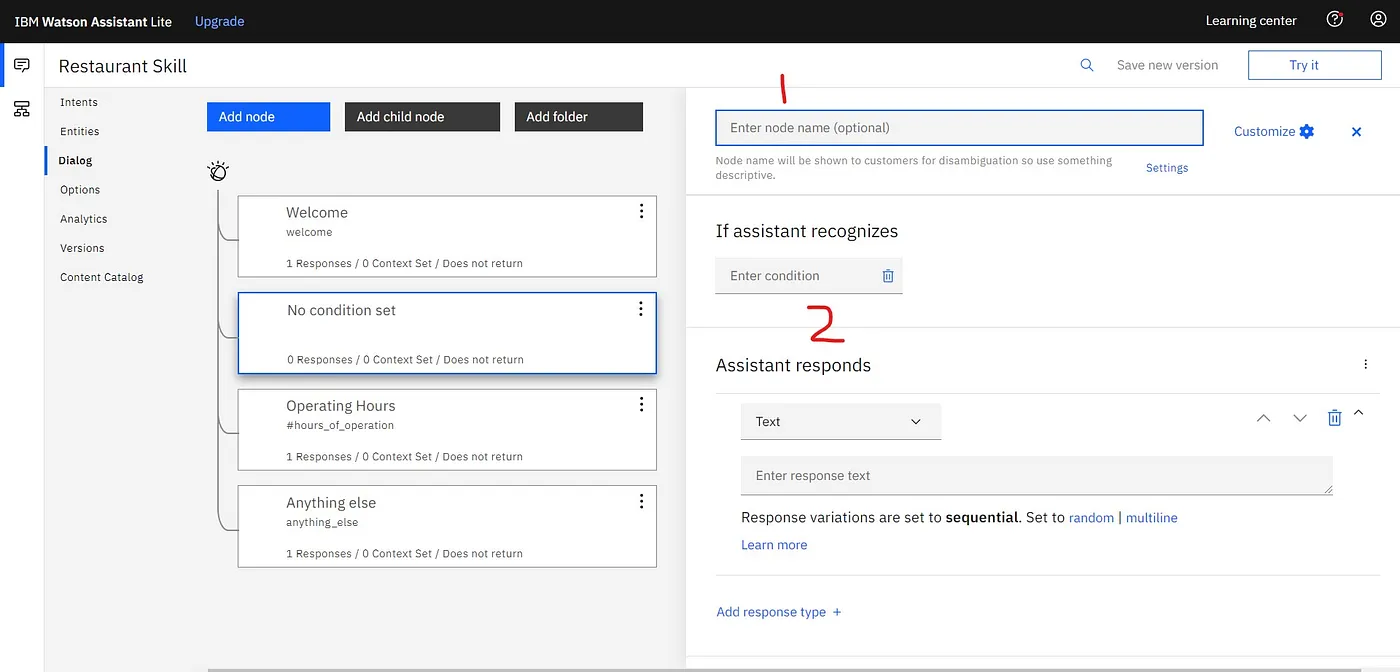 IBM Watson Assistant Lite
Upgrade
Learning center
Restaurant Skill
Save new version
Try it
Intents
Entities
Dialog
Options
Analytics
Versions
Content Catalog
Add node
Add child node
Add folder
Welcome
welcome
1 Responses / 0 Context Set / Does not return
No condition set
0 Responses / 0 Context Set / Does not return
Operating Hours
#hours_of_operation
1 Responses / 0 Context Set / Does not return
Anything else
anything_else
1 Responses / 0 Context Set / Does not return
1
Enter node name (optional)
Customize
Node name will be shown to customers for disambiguation so use something
descriptive.
Settings
If assistant recognizes
Enter condition
2
Assistant responds
Text
Enter response text
Response variations are set to sequential. Set to random | multiline
Learn more
Add response type +